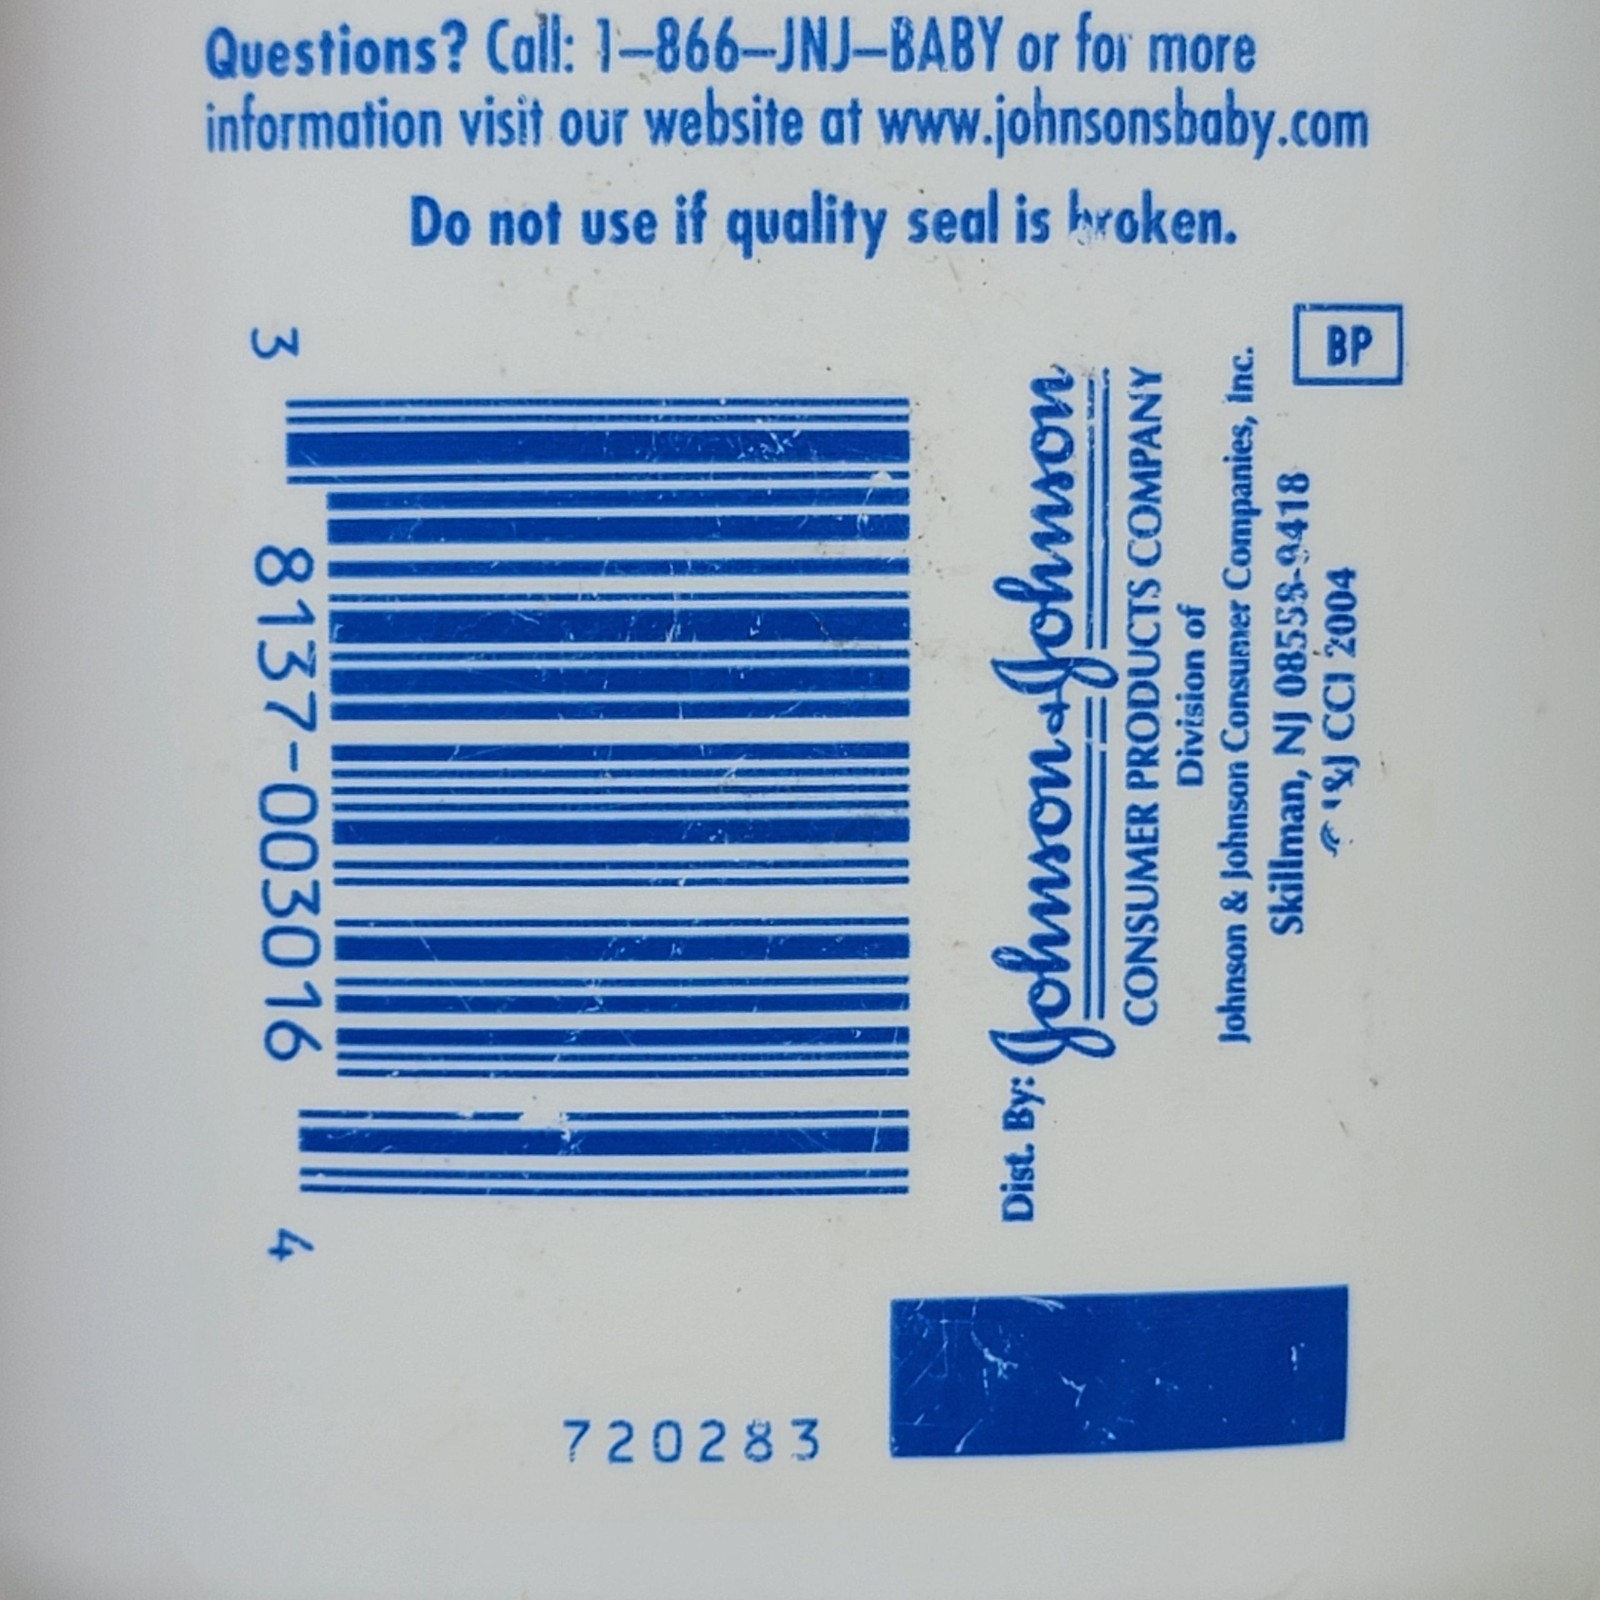 Questions? Call: 1–866–JNJ–BABY or for more
information visit our website at www.johnsonsbaby.com
Do not use if quality seal is broken.
BP
3 8137-003016 4
Dist. By: Johnson & Johnson
CONSUMER PRODUCTS COMPANY
Division of
Johnson & Johnson Consumer Companies, Inc.
Skillman, NJ 08558-9418
J&J CCI 2004
720283